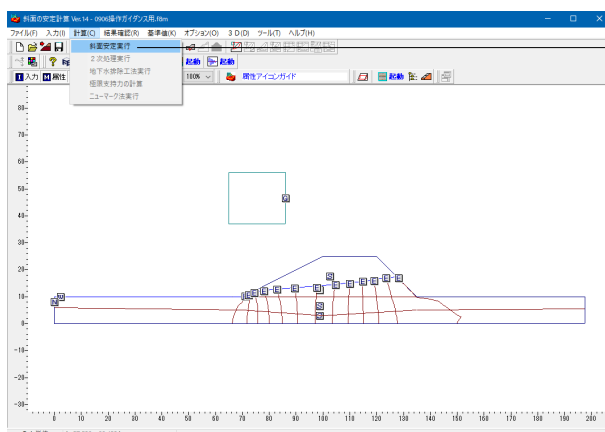 斜面の安定計算 Ver.14 - 0906操作ガイダンス用.f8m
ファイル(F) 入力(I) 計算(C) 結果確認(R) 基準値(K) オプション(O) 3 D(D) ツール(T) ヘルプ(H)
斜面安定実行
2次処理実行
地下水排除工法実行
極限支持力の計算
ニューマーク法実行
起動 起動
1 入力 M 属性 100% 属性アイコンガイド 起動
80
70
60
50
40
30
20
10
0
-10
-20
-30
G
N W E E E E E E E E E E E E E
0 10 20 30 40 50 60 70 80 90 100 110 120 130 140 150 160 170 180 190 200